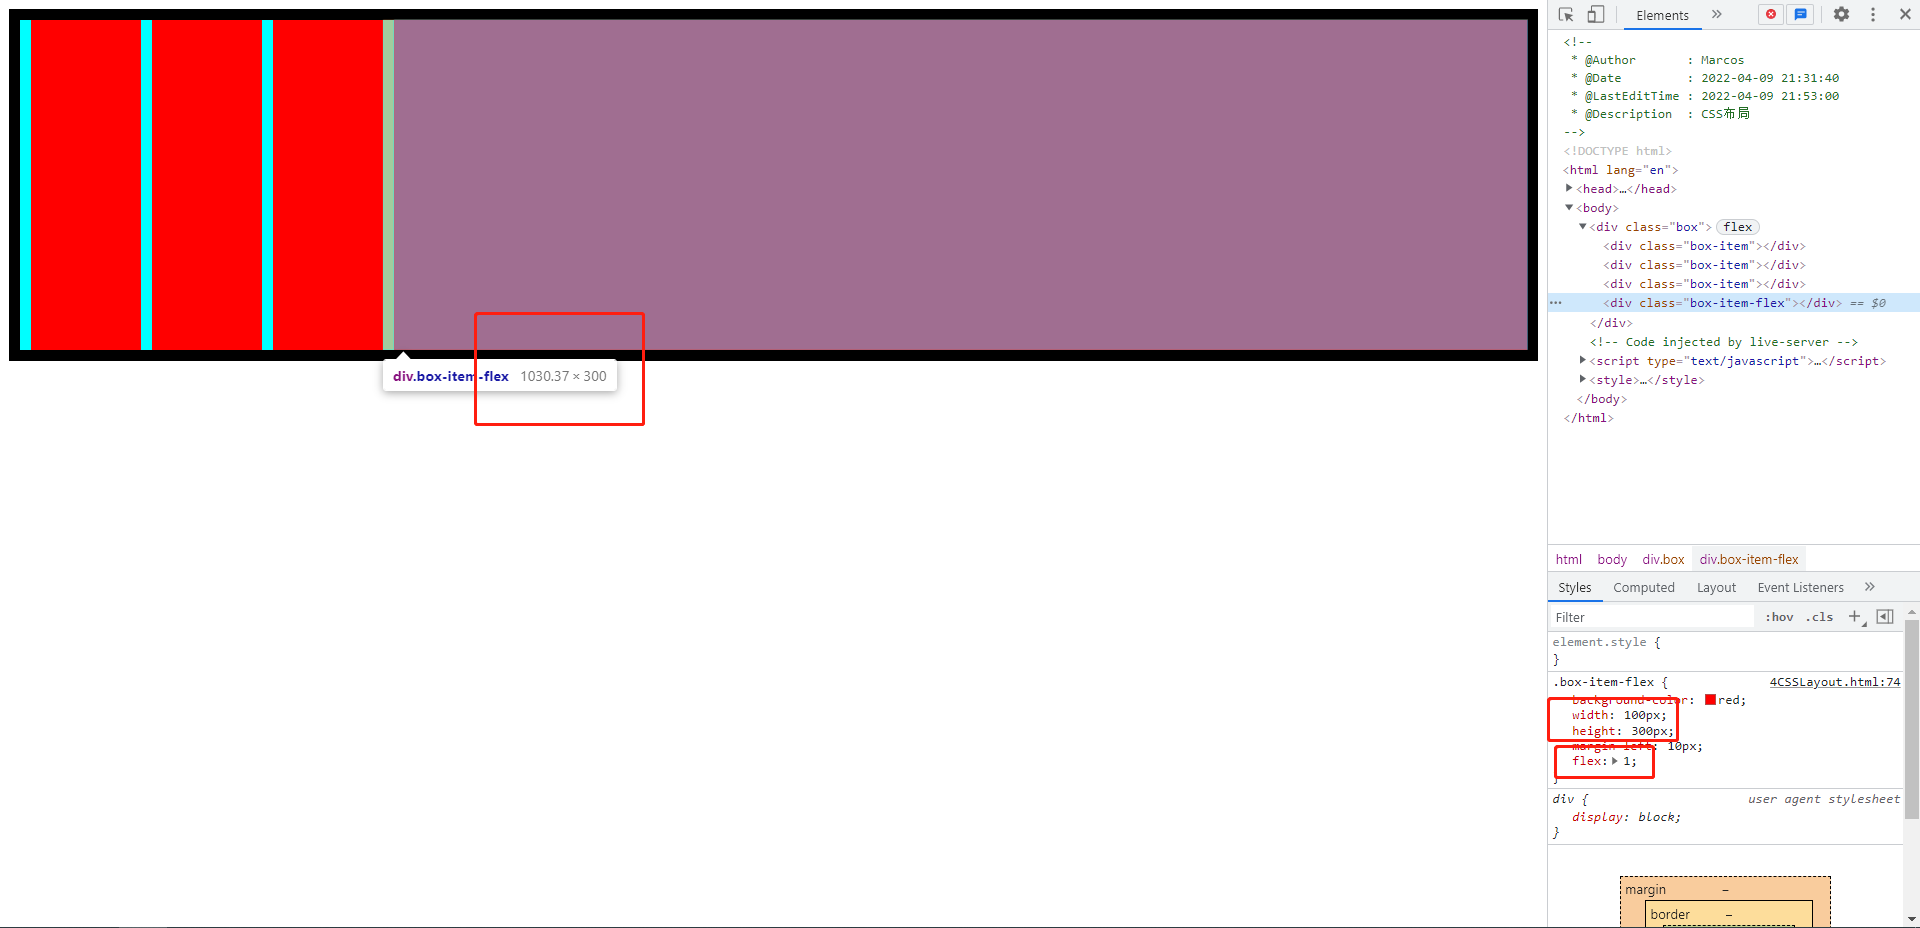 div.box-item-flex 1030.37 × 300
Elements
<!--
* @Author : Marcos
* @Date : 2022-04-09 21:31:40
* @LastEditTime : 2022-04-09 21:53:00
* @Description : CSS布局
-->
<!DOCTYPE html>
<html lang="en">
<head>…</head>
<body>
<div class="box"> flex
<div class="box-item"></div>
<div class="box-item"></div>
<div class="box-item"></div>
<div class="box-item-flex"></div> == $0
</div>
<!-- Code injected by live-server -->
<script type="text/javascript">…</script>
<style>…</style>
</body>
</html>
html body div.box div.box-item-flex
Styles Computed Layout Event Listeners
Filter :hov .cls
element.style {
}
.box-item-flex { 4CSSLayout.html:74
background-color: red;
width: 100px;
height: 300px;
margin-left: 10px;
flex: 1;
}
div { user agent stylesheet
display: block;
}
margin –
border –